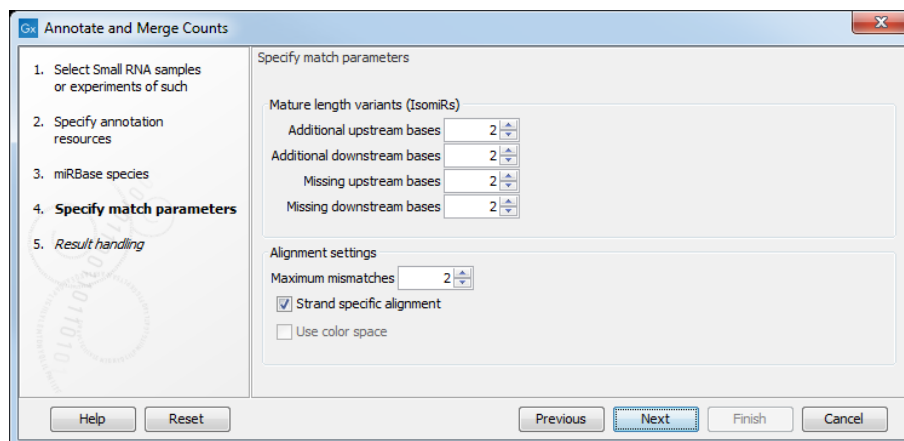 Gx Annotate and Merge Counts
1. Select Small RNA samples
or experiments of such
2. Specify annotation
resources
3. miRBase species
4. Specify match parameters
5. Result handling
Specify match parameters
Mature length variants (IsomiRs)
Additional upstream bases 2
Additional downstream bases 2
Missing upstream bases 2
Missing downstream bases 2
Alignment settings
Maximum mismatches 2
Strand specific alignment
Use color space
Help Reset Previous Next Finish Cancel